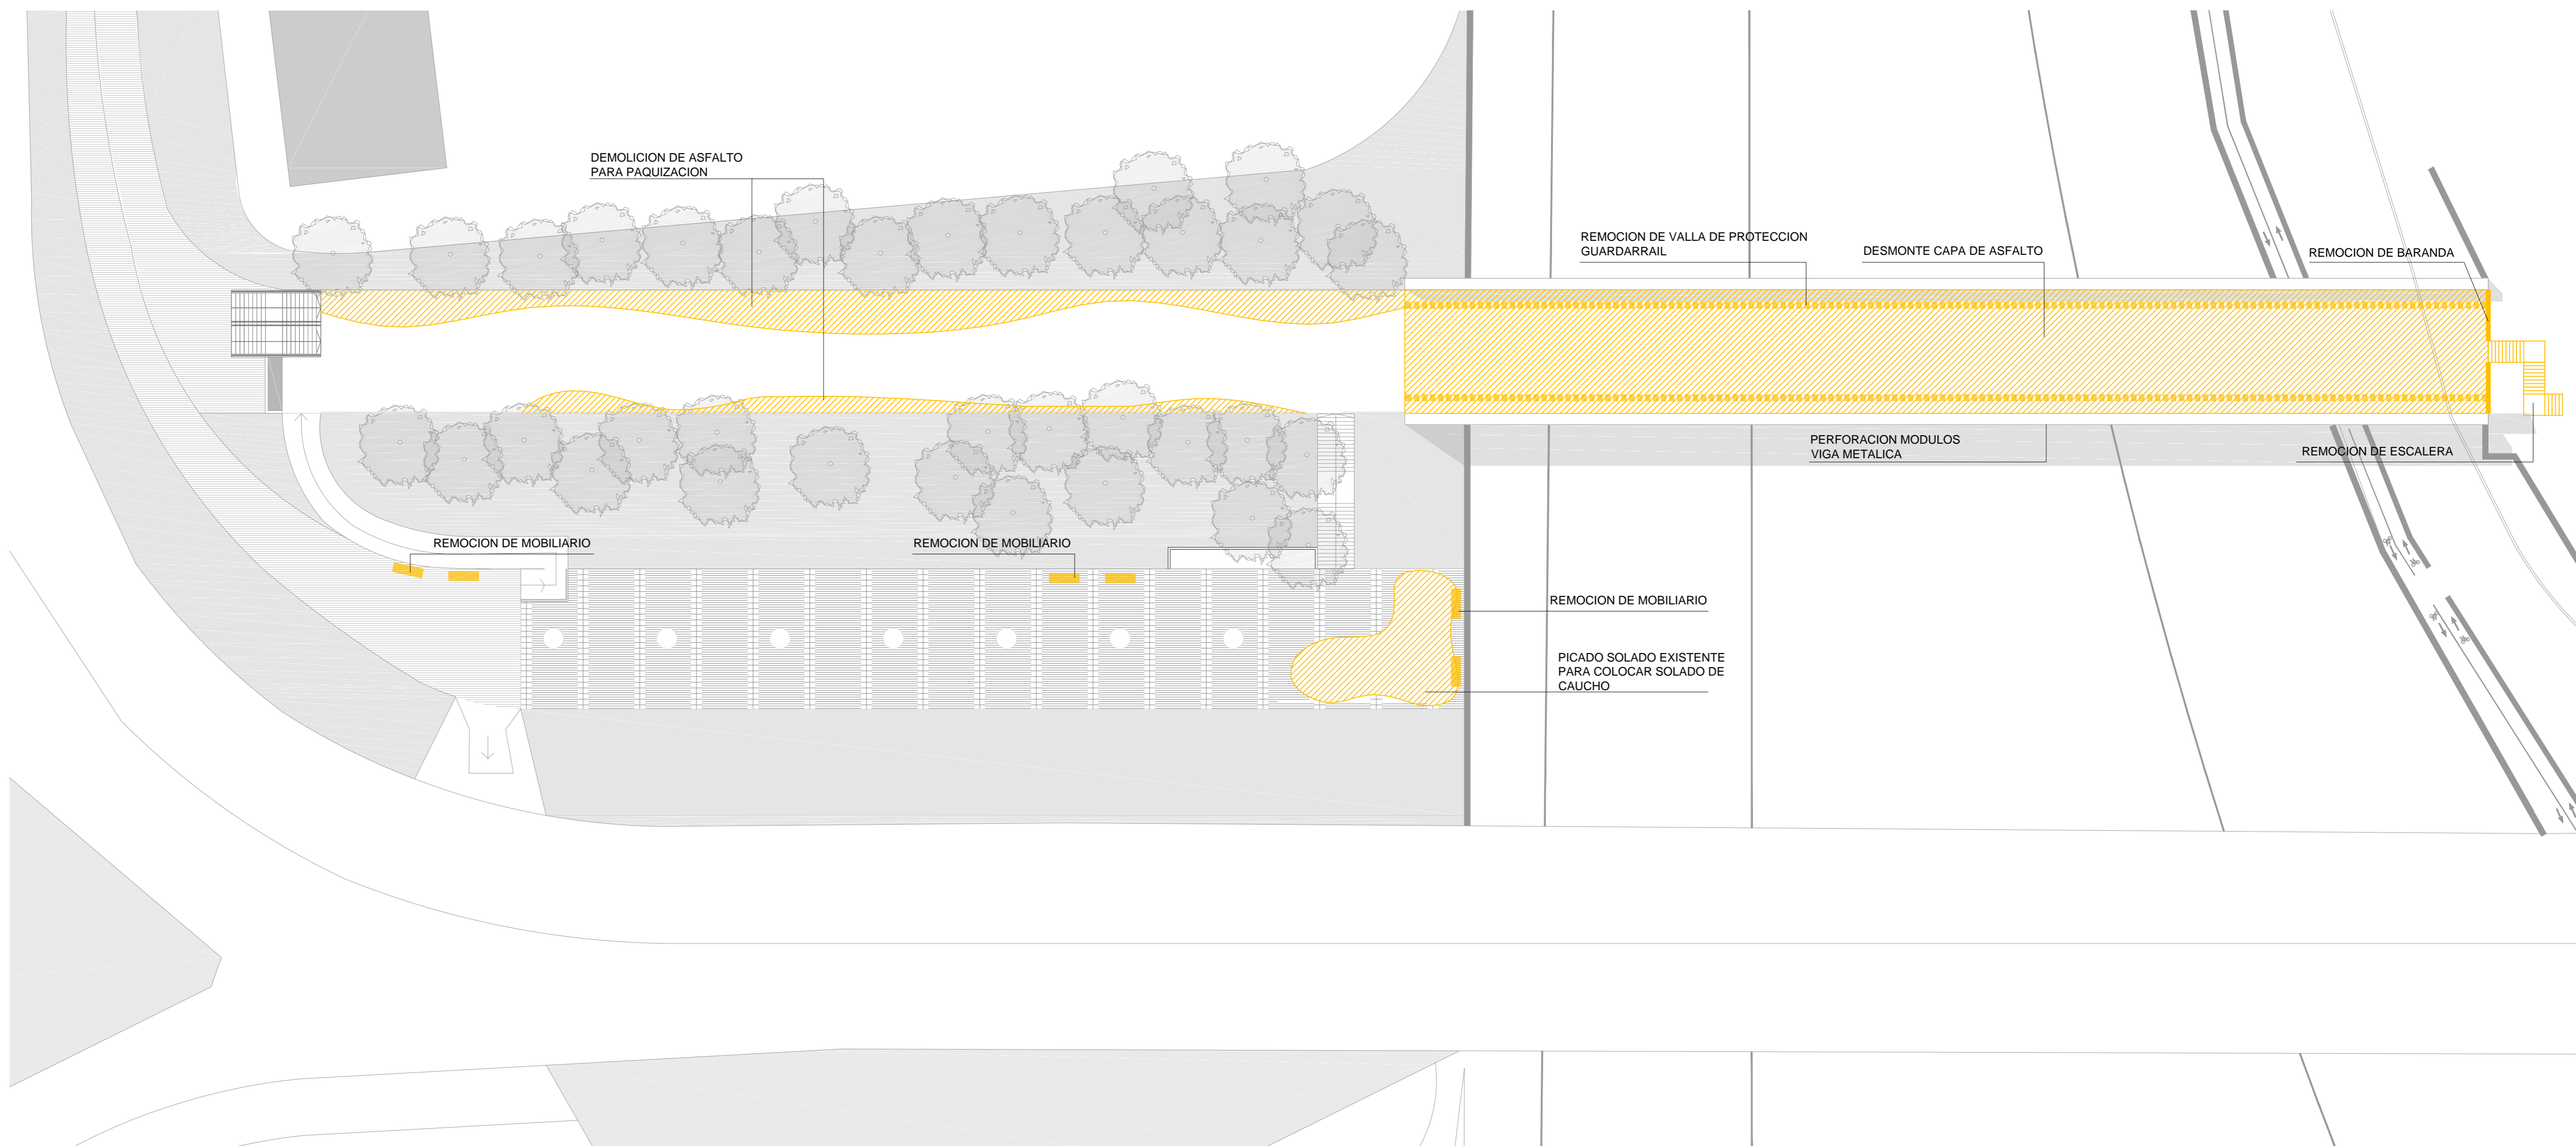 DEMOLICION DE ASFALTO
PARA PAQUIZACION
REMOCION DE VALLA DE PROTECCION
GUARDARRAIL
DESMONTE CAPA DE ASFALTO
REMOCION DE BARANDA
PERFORACION MODULOS
VIGA METALICA
REMOCION DE ESCALERA
REMOCION DE MOBILIARIO
REMOCION DE MOBILIARIO
REMOCION DE MOBILIARIO
PICADO SOLADO EXISTENTE
PARA COLOCAR SOLADO DE
CAUCHO